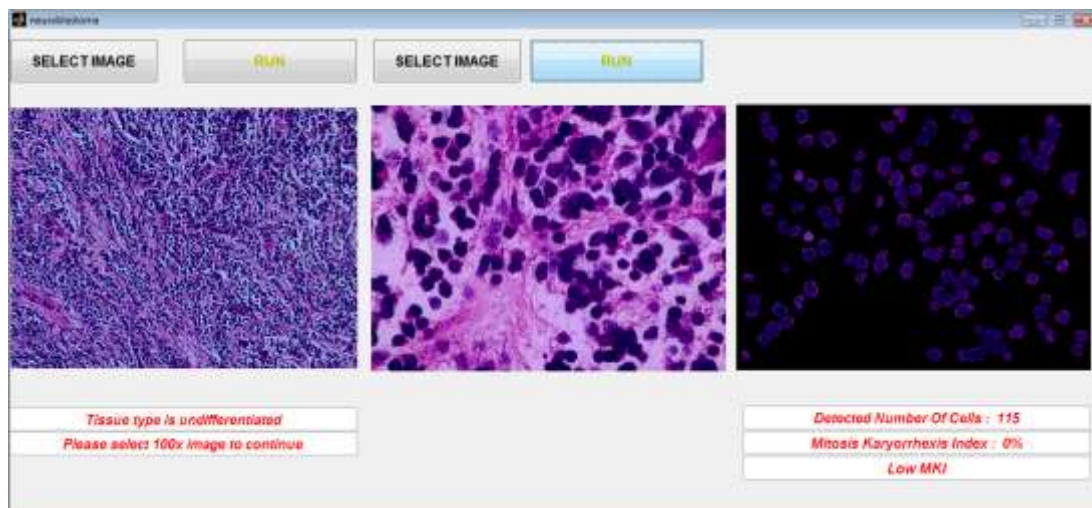 neuroblastoma
SELECT IMAGE
RUN
SELECT IMAGE
RUN
Tissue type is undifferentiated
Please select 100x image to continue
Detected Number Of Cells : 115
Mitosis Karyorrhexis Index : 0%
Low MKI